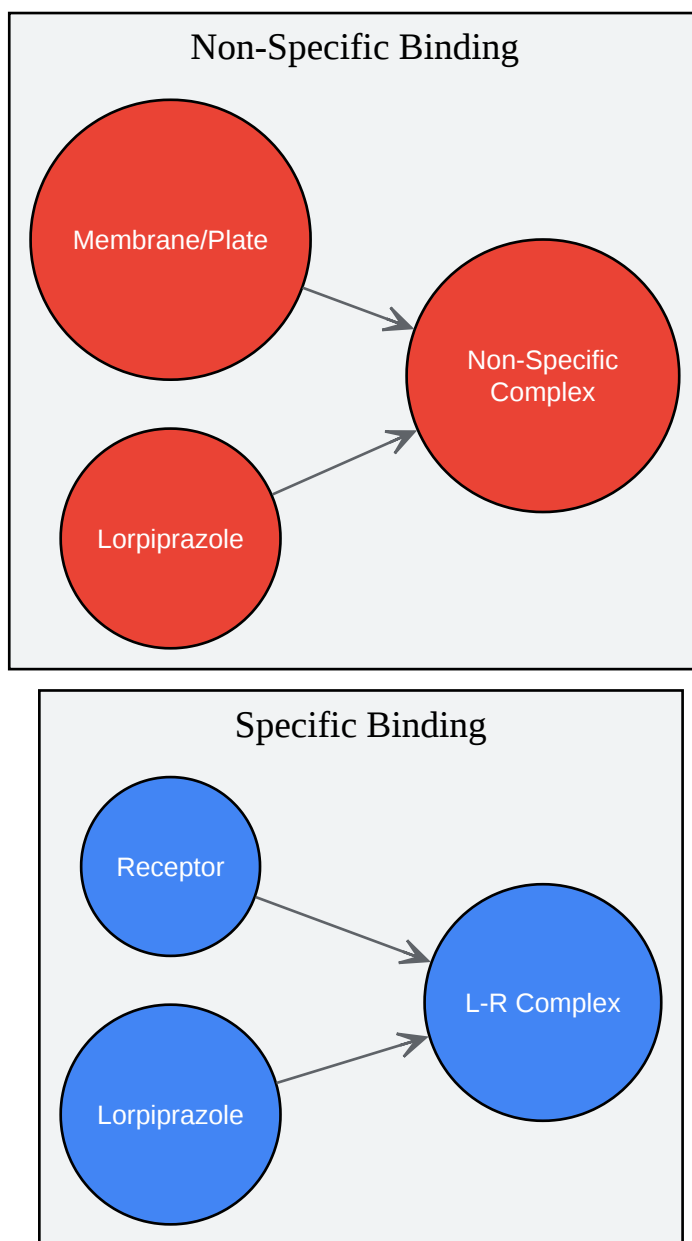 Non-Specific Binding
Membrane/Plate
Non-Specific
Complex
Lorpiprazole
Specific Binding
Receptor
L-R Complex
Lorpiprazole